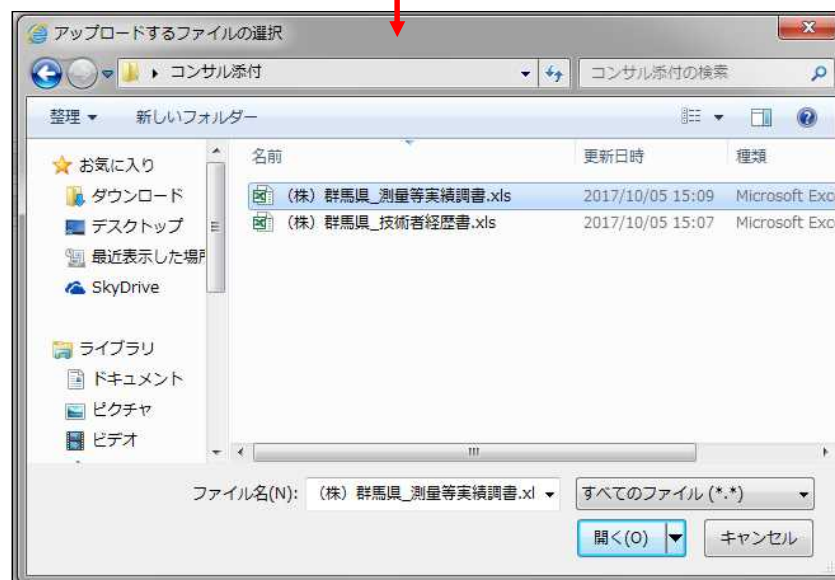 アップロードするファイルの選択
コンサル添付
コンサル添付の検索
整理 新しいフォルダー
名前 更新日時 種類
(株)群馬県_測量等実績調書.xls 2017/10/05 15:09 Microsoft Exc
(株)群馬県_技術者経歴書.xls 2017/10/05 15:07 Microsoft Exc
お気に入り
ダウンロード
デスクトップ
最近表示した場所
SkyDrive
ライブラリ
ドキュメント
ピクチャ
ビデオ
ファイル名(N): (株)群馬県_測量等実績調書.xl すべてのファイル (*.*)
開く(O) キャンセル